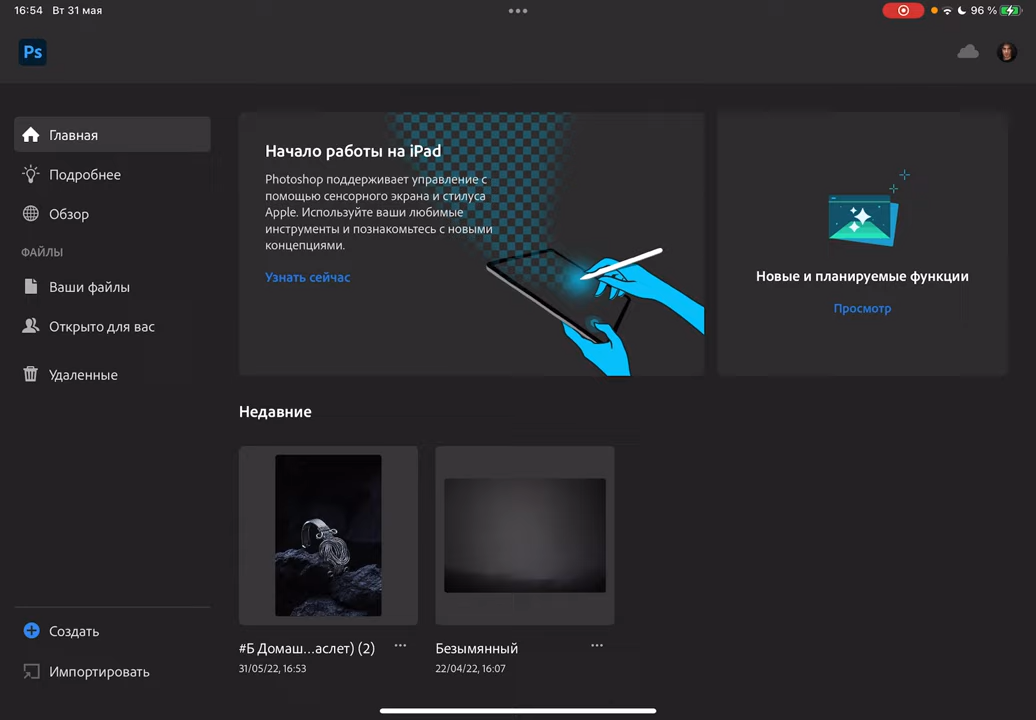 16:54 Вт 31 мая
96 %
Ps
Главная
Подробнее
Обзор
ФАЙЛЫ
Ваши файлы
Открыто для вас
Удаленные
Создать
Импортировать
Начало работы на iPad
Photoshop поддерживает управление с
помощью сенсорного экрана и стилуса
Apple. Используйте ваши любимые
инструменты и познакомьтесь с новыми
концепциями.
Узнать сейчас
Новые и планируемые функции
Просмотр
Недавние
#Б Домаш...аслет) (2)
31/05/22, 16:53
Безымянный
22/04/22, 16:07